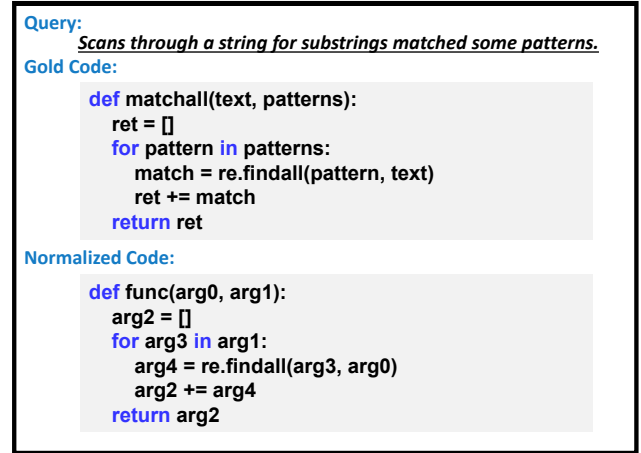 Query:
Scans through a string for substrings matched some patterns.
Gold Code:
def matchall(text, patterns):
ret = []
for pattern in patterns:
match = re.findall(pattern, text)
ret += match
return ret
Normalized Code:
def func(arg0, arg1):
arg2 = []
for arg3 in arg1:
arg4 = re.findall(arg3, arg0)
arg2 += arg4
return arg2